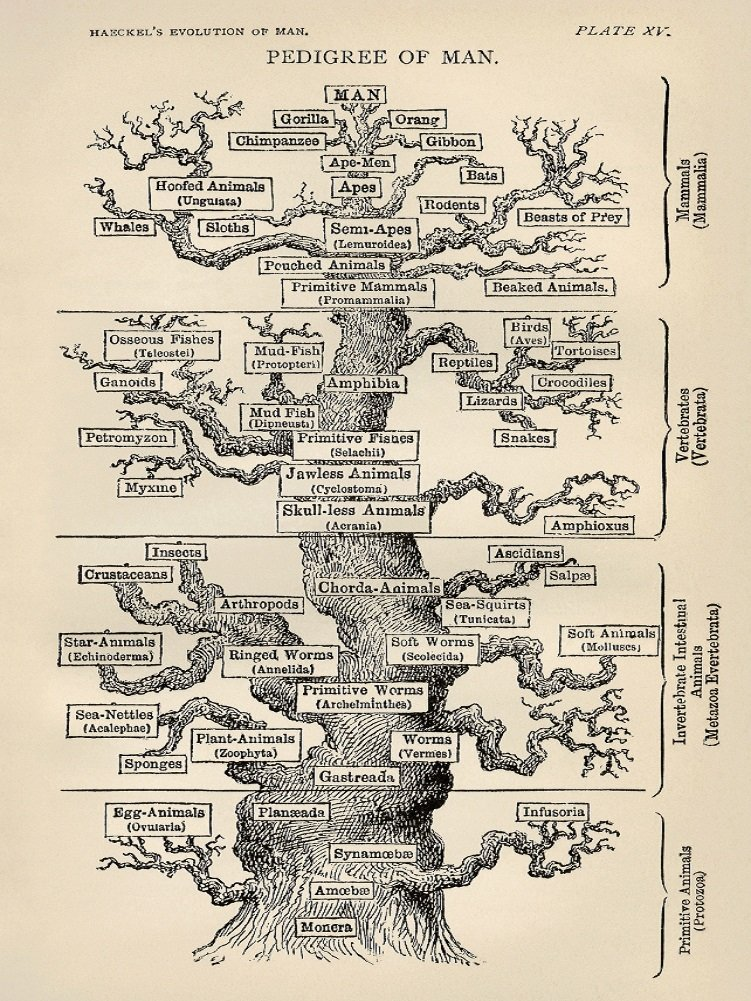 HAECKEL'S EVOLUTION OF MAN.
PLATE XV.
PEDIGREE OF MAN.
MAN
Gorilla
Orang
Chimpanzee
Gibbon
Ape-Men
Bats
Apes
Hoofed Animals
(Ungulata)
Rodents
Beasts of Prey
Whales
Sloths
Semi-Apes
(Lemuroidea)
Pouched Animals
Primitive Mammals
(Promammalia)
Beaked Animals.
Mammals
(Mammalia)
Osseous Fishes
(Teleostei)
Mud-Fish
(Protopteri)
Birds
(Aves)
Tortoises
Reptiles
Ganoids
Amphibia
Crocodiles
Lizards
Mud Fish
(Dipneusti)
Petromyzon
Primitive Fishes
(Selachii)
Snakes
Jawless Animals
(Cyclostoma)
Myxine
Skull-less Animals
(Acrania)
Amphioxus
Vertebrates
(Vertebrata)
Insects
Ascidians
Crustaceans
Salpæ
Chorda-Animals
Arthropods
Sea-Squirts
(Tunicata)
Star-Animals
(Echinoderma)
Soft Worms
(Scolecida)
Soft Animals
(Molluscs)
Ringed Worms
(Annelida)
Primitive Worms
(Archelminthes)
Sea-Nettles
(Acalephae)
Plant-Animals
(Zoophyta)
Worms
(Vermes)
Sponges
Gastreada
Invertebrate Intestinal
Animals
(Metazoa Evertebrata)
Egg-Animals
(Ovularia)
Planæada
Infusoria
Synamœbæ
Amœbæ
Monera
Primitive Animals
(Protozoa)